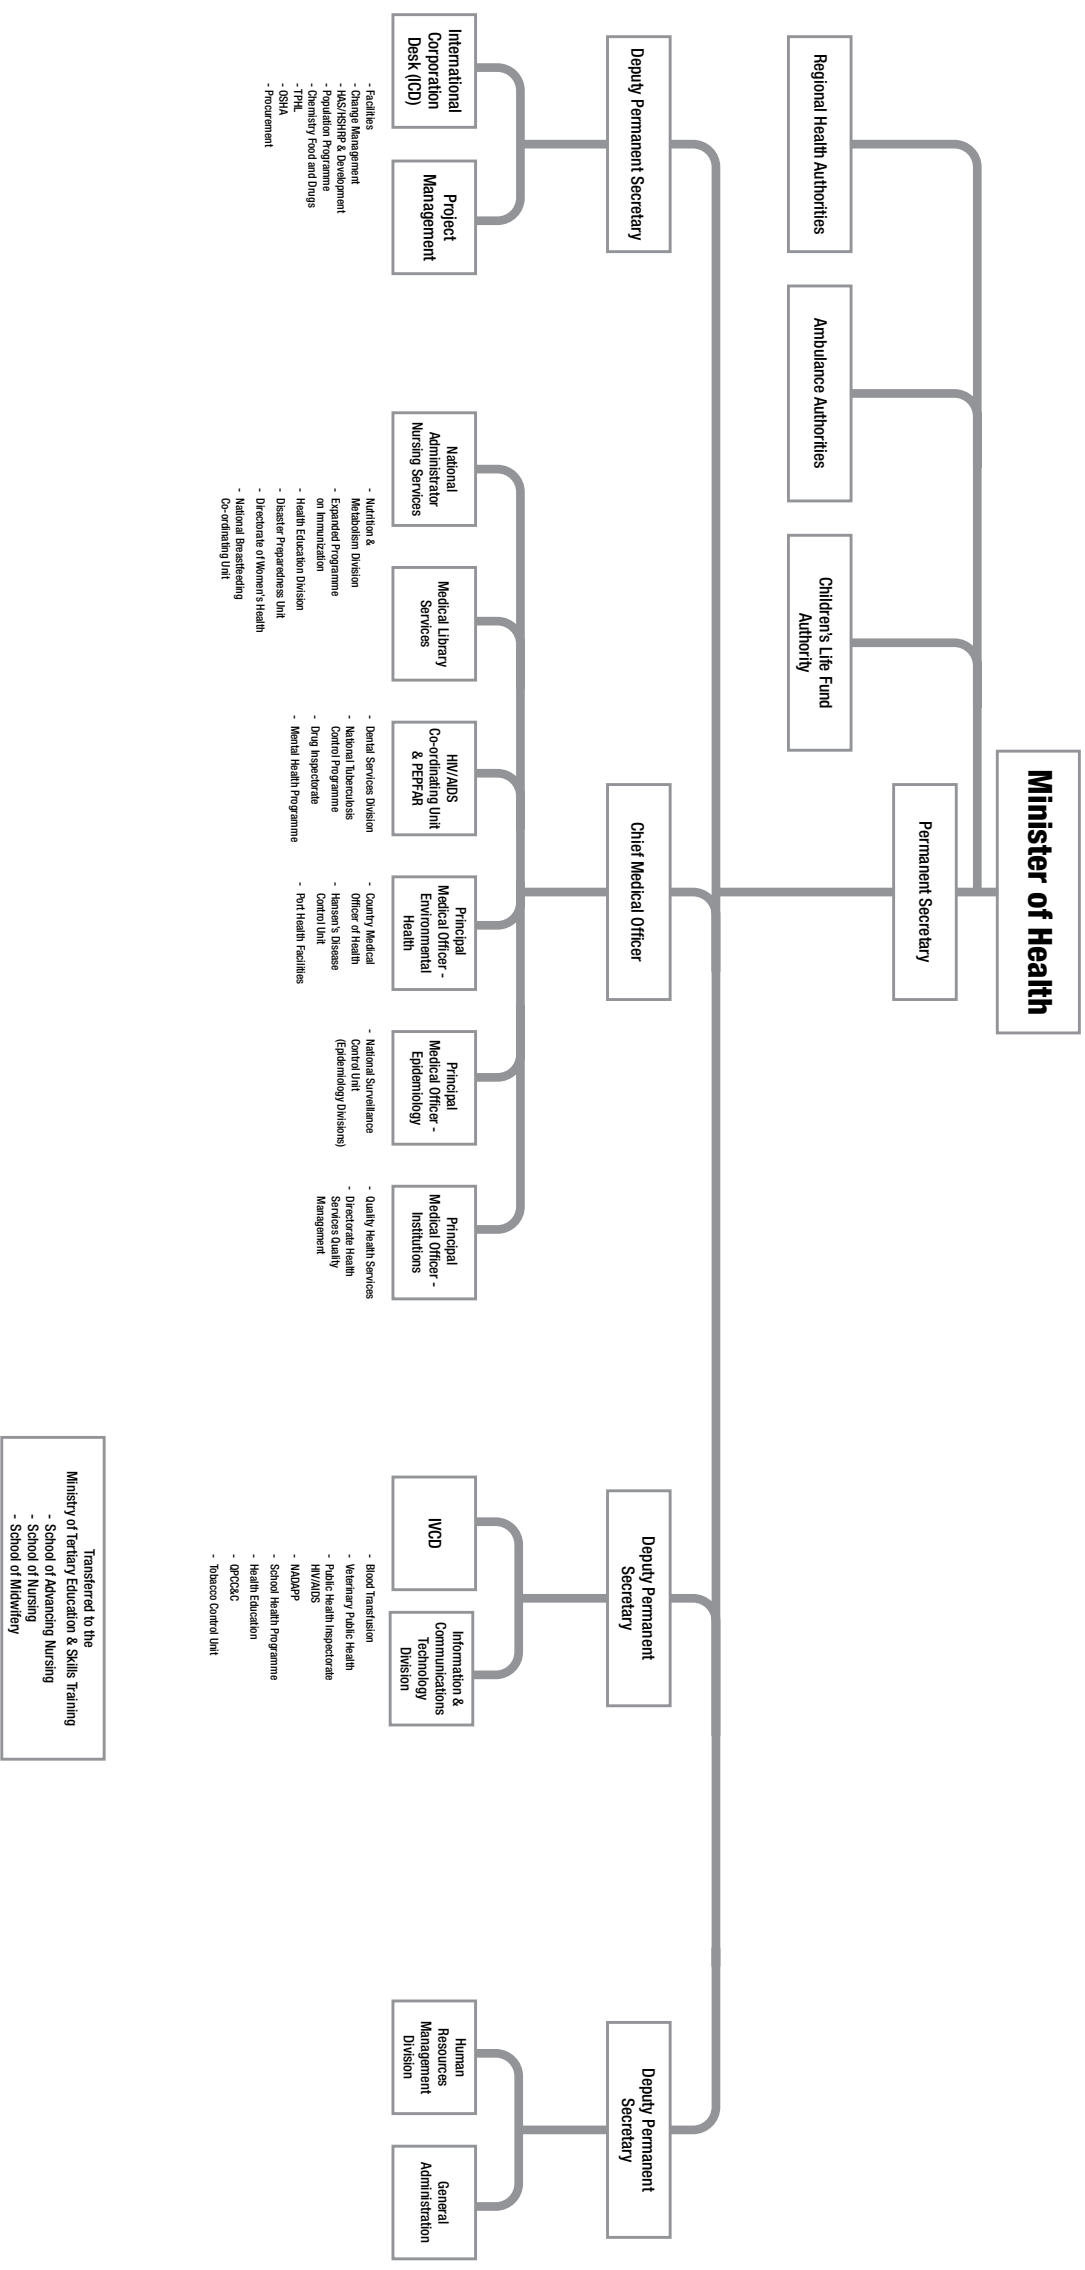 Minister of Health
Permanent Secretary
Regional Health Authorities
Ambulance Authorities
Children's Life Fund
Authority
Deputy Permanent Secretary
Chief Medical Officer
Deputy Permanent
Secretary
Deputy Permanent
Secretary
International
Corporation
Desk (ICD)
Project
Management
- Facilities
- Change Management
- HAS/HSHRP & Development
- Population Programme
- Chemistry Food and Drugs
- TPHL
- OSHA
- Procurement
National
Administrator
Nursing Services
Medical Library
Services
- Nutrition &
Metabolism Division
- Expanded Programme
on Immunization
- Health Education Division
- Disaster Preparedness Unit
- Directorate of Women's Health
- National Breastfeeding
Co-ordinating Unit
HIV/AIDS
Co-ordinating Unit
& PEPFAR
- Dental Services Division
- National Tuberculosis
Control Programme
- Drug Inspectorate
- Mental Health Programme
Principal
Medical Officer -
Environmental
Health
- Country Medical
Officer of Health
- Hansen's Disease
Control Unit
- Port Health Facilities
Principal
Medical Officer -
Epidemiology
- National Surveillance
Control Unit
(Epidemiology Divisions)
Principal
Medical Officer -
Institutions
- Quality Health Services
- Directorate Health
Services Quality
Management
IVCD
Information &
Communications
Technology
Division
- Blood Transfusion
- Veterinary Public Health
- Public Health Inspectorate
HIV/AIDS
- NADAPP
- School Health Programme
- Health Education
- QPCC&C
- Tobacco Control Unit
Human
Resources
Management
Division
General
Administration
Transferred to the
Ministry of Tertiary Education & Skills Training
- School of Advancing Nursing
- School of Nursing
- School of Midwifery